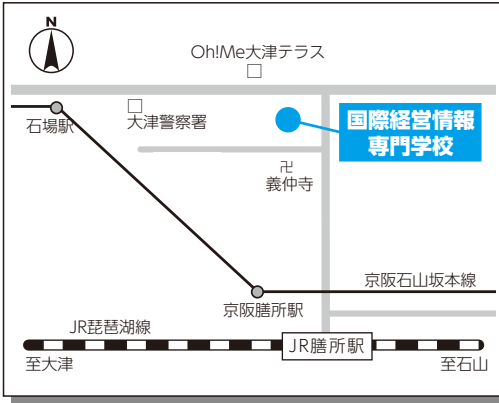 N
Oh!Me大津テラス
石場駅
大津警察署
国際経営情報
専門学校
卍
義仲寺
京阪石山坂本線
京阪膳所駅
JR琵琶湖線
JR膳所駅
至大津
至石山